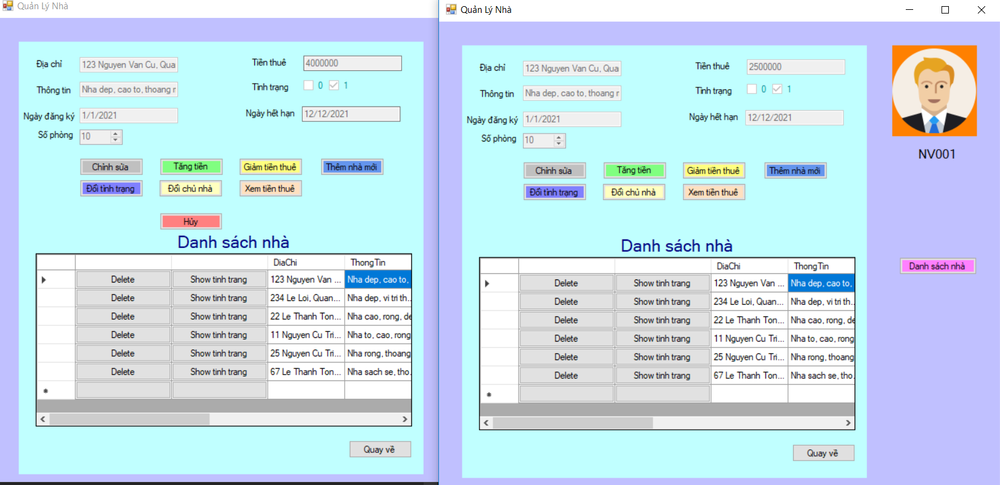 Quản Lý Nhà
Địa chỉ 123 Nguyen Van Cu, Qua Tiền thuê 4000000
Thông tin Nha dep, cao to, thoang r Tình trạng 0 1
Ngày đăng ký 1/1/2021 Ngày hết hạn 12/12/2021
Số phòng 10
Chỉnh sửa Tăng tiền Giảm tiền thuê Thêm nhà mới
Đổi tình trạng Đổi chủ nhà Xem tiền thuê
Hủy
Danh sách nhà
DiaChi ThongTin
Delete Show tinh trang 123 Nguyen Van ... Nha dep, cao to,
Delete Show tinh trang 234 Le Loi, Quan... Nha dep, vi tri th...
Delete Show tinh trang 22 Le Thanh Ton... Nha cao, rong, de
Delete Show tinh trang 11 Nguyen Cu Tri... Nha to, cao, rong
Delete Show tinh trang 25 Nguyen Cu Tri... Nha rong, thoang
Delete Show tinh trang 67 Le Thanh Ton... Nha sach se, tho...
Quay về
Quản Lý Nhà
Địa chỉ 123 Nguyen Van Cu, Qua Tiền thuê 2500000
Thông tin Nha dep, cao to, thoang r Tình trạng 0 1
Ngày đăng ký 1/1/2021 Ngày hết hạn 12/12/2021
Số phòng 10
Chỉnh sửa Tăng tiền Giảm tiền thuê Thêm nhà mới
Đổi tình trạng Đổi chủ nhà Xem tiền thuê
Danh sách nhà
DiaChi ThongTin
Delete Show tinh trang 123 Nguyen Van ... Nha dep, cao to,
Delete Show tinh trang 234 Le Loi, Quan... Nha dep, vi tri th...
Delete Show tinh trang 22 Le Thanh Ton... Nha cao, rong, de
Delete Show tinh trang 11 Nguyen Cu Tri... Nha to, cao, rong
Delete Show tinh trang 25 Nguyen Cu Tri... Nha rong, thoang
Delete Show tinh trang 67 Le Thanh Ton... Nha sach se, tho...
Quay về
NV001
Danh sách nhà